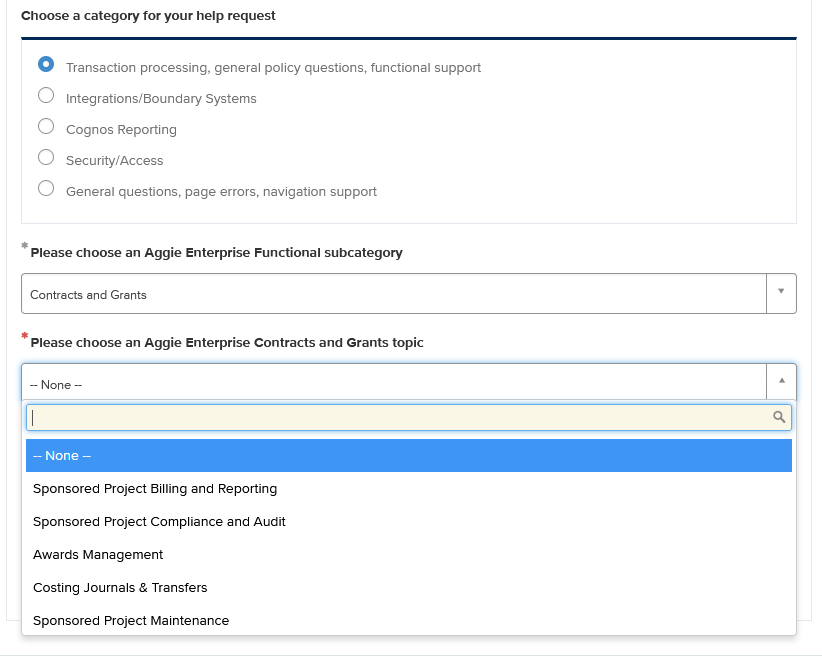 Choose a category for your help request
Transaction processing, general policy questions, functional support
Integrations/Boundary Systems
Cognos Reporting
Security/Access
General questions, page errors, navigation support
* Please choose an Aggie Enterprise Functional subcategory
Contracts and Grants
* Please choose an Aggie Enterprise Contracts and Grants topic
-- None --
-- None --
Sponsored Project Billing and Reporting
Sponsored Project Compliance and Audit
Awards Management
Costing Journals & Transfers
Sponsored Project Maintenance